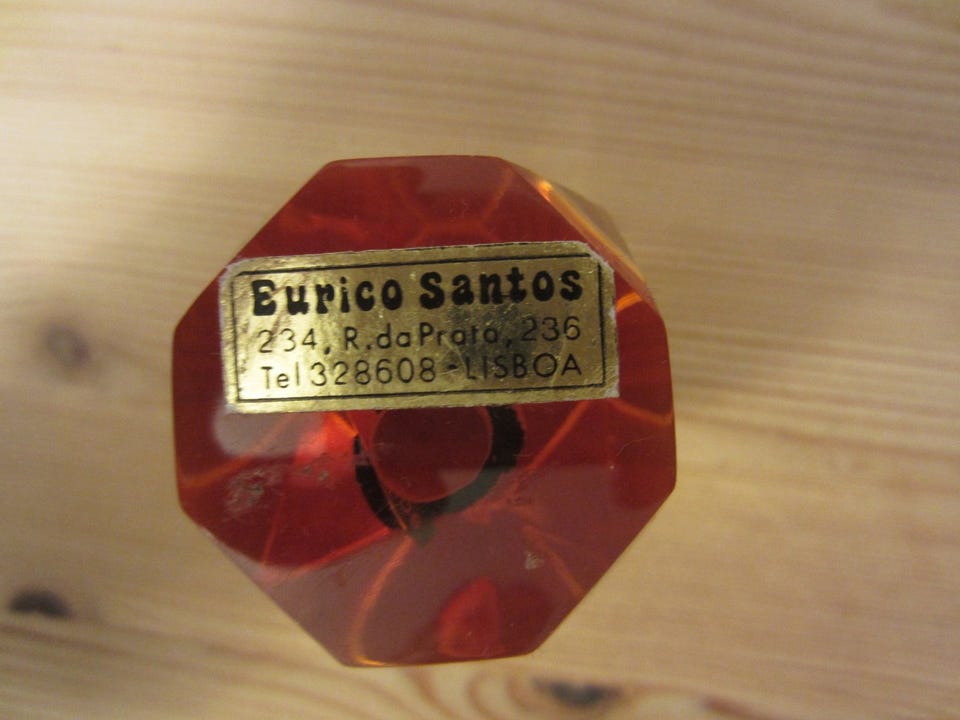 Eurico Santos
234, R. da Prata, 236
Tel 328608 - LISBOA